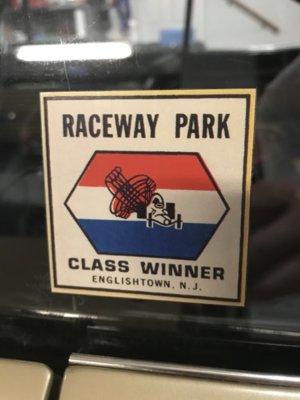 RACEWAY PARK
CLASS WINNER
ENGLISHTOWN, N.J.